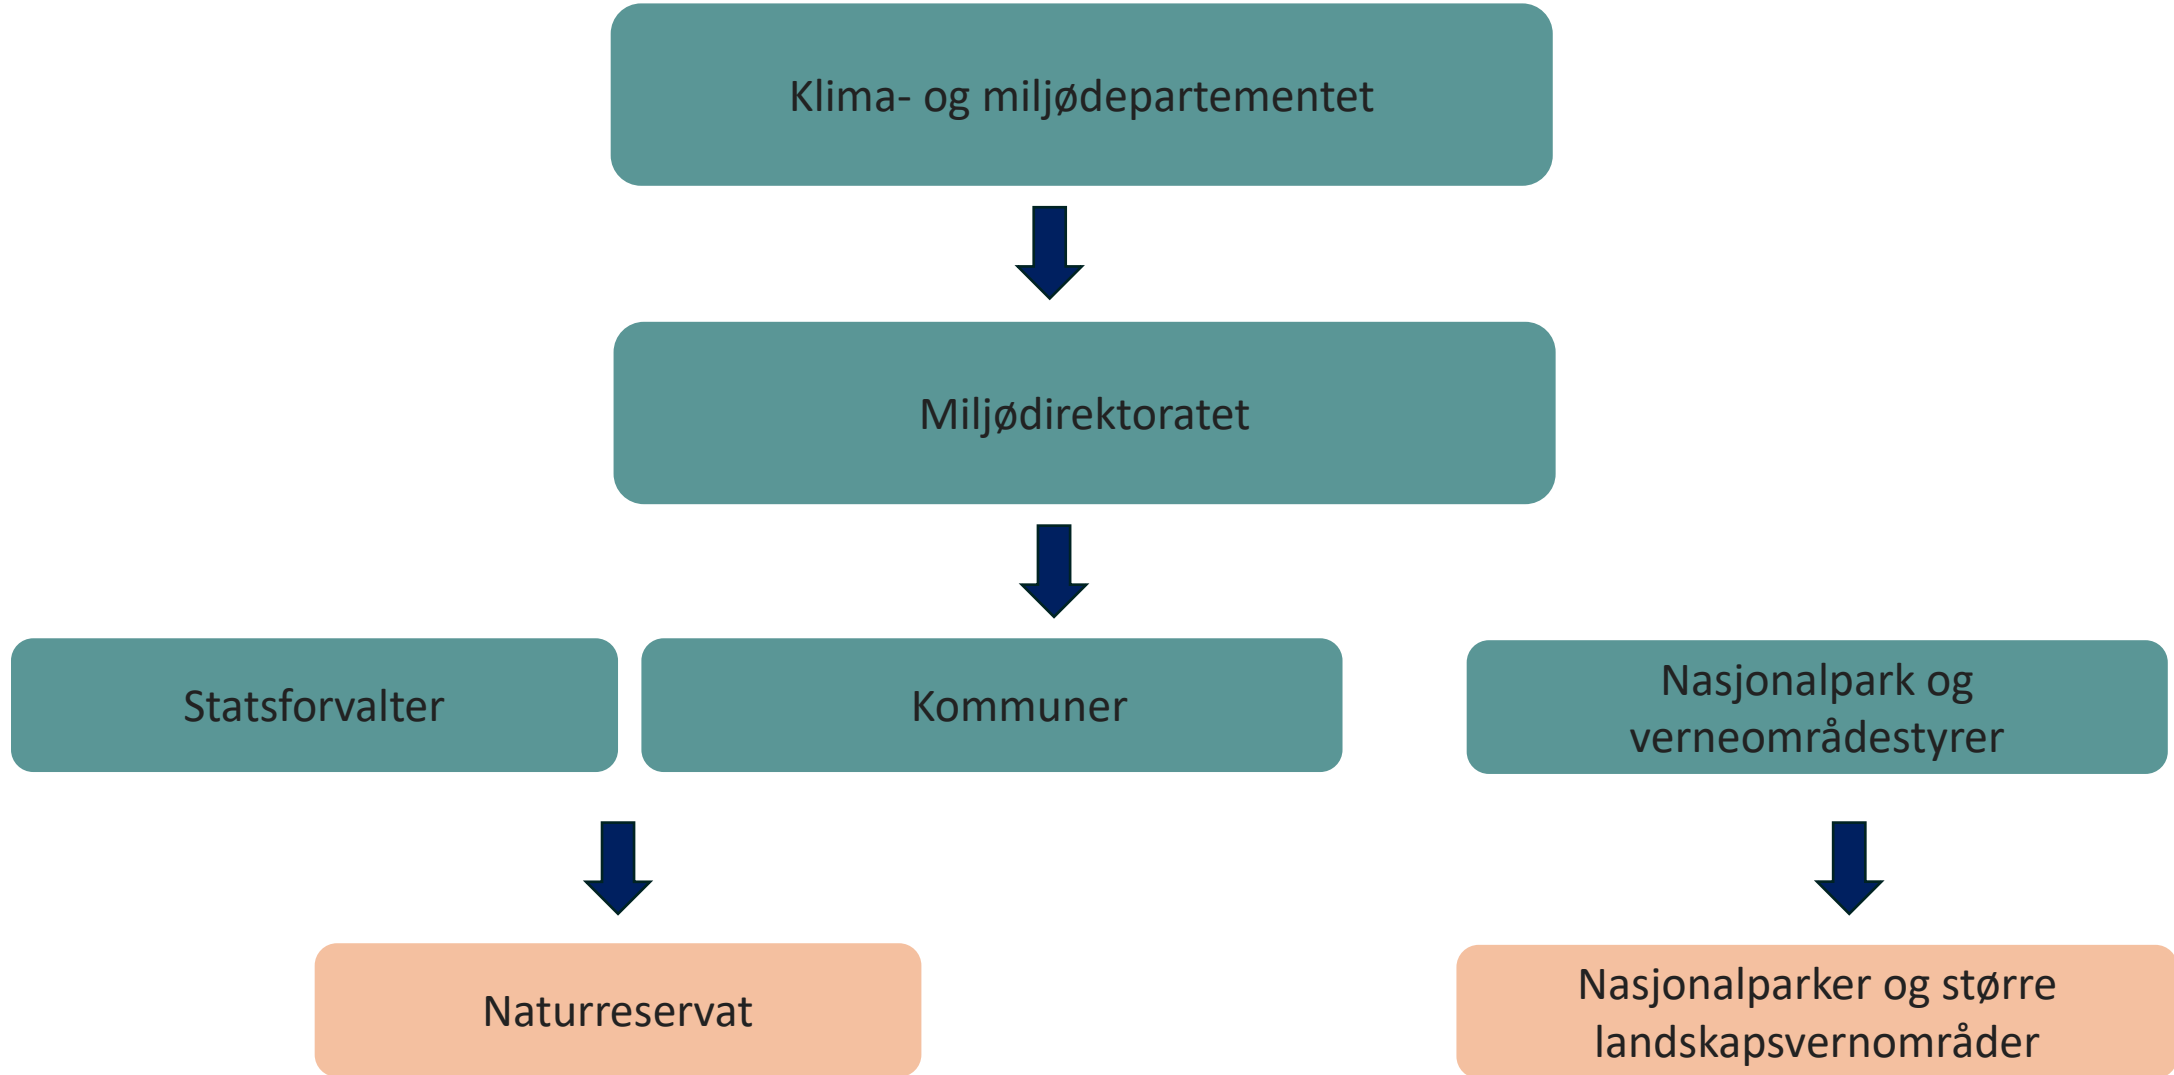 Klima- og miljødepartementet
Miljødirektoratet
Statsforvalter
Kommuner
Nasjonalpark og
verneområdestyrer
Naturreservat
Nasjonalparker og større
landskapsvernområder